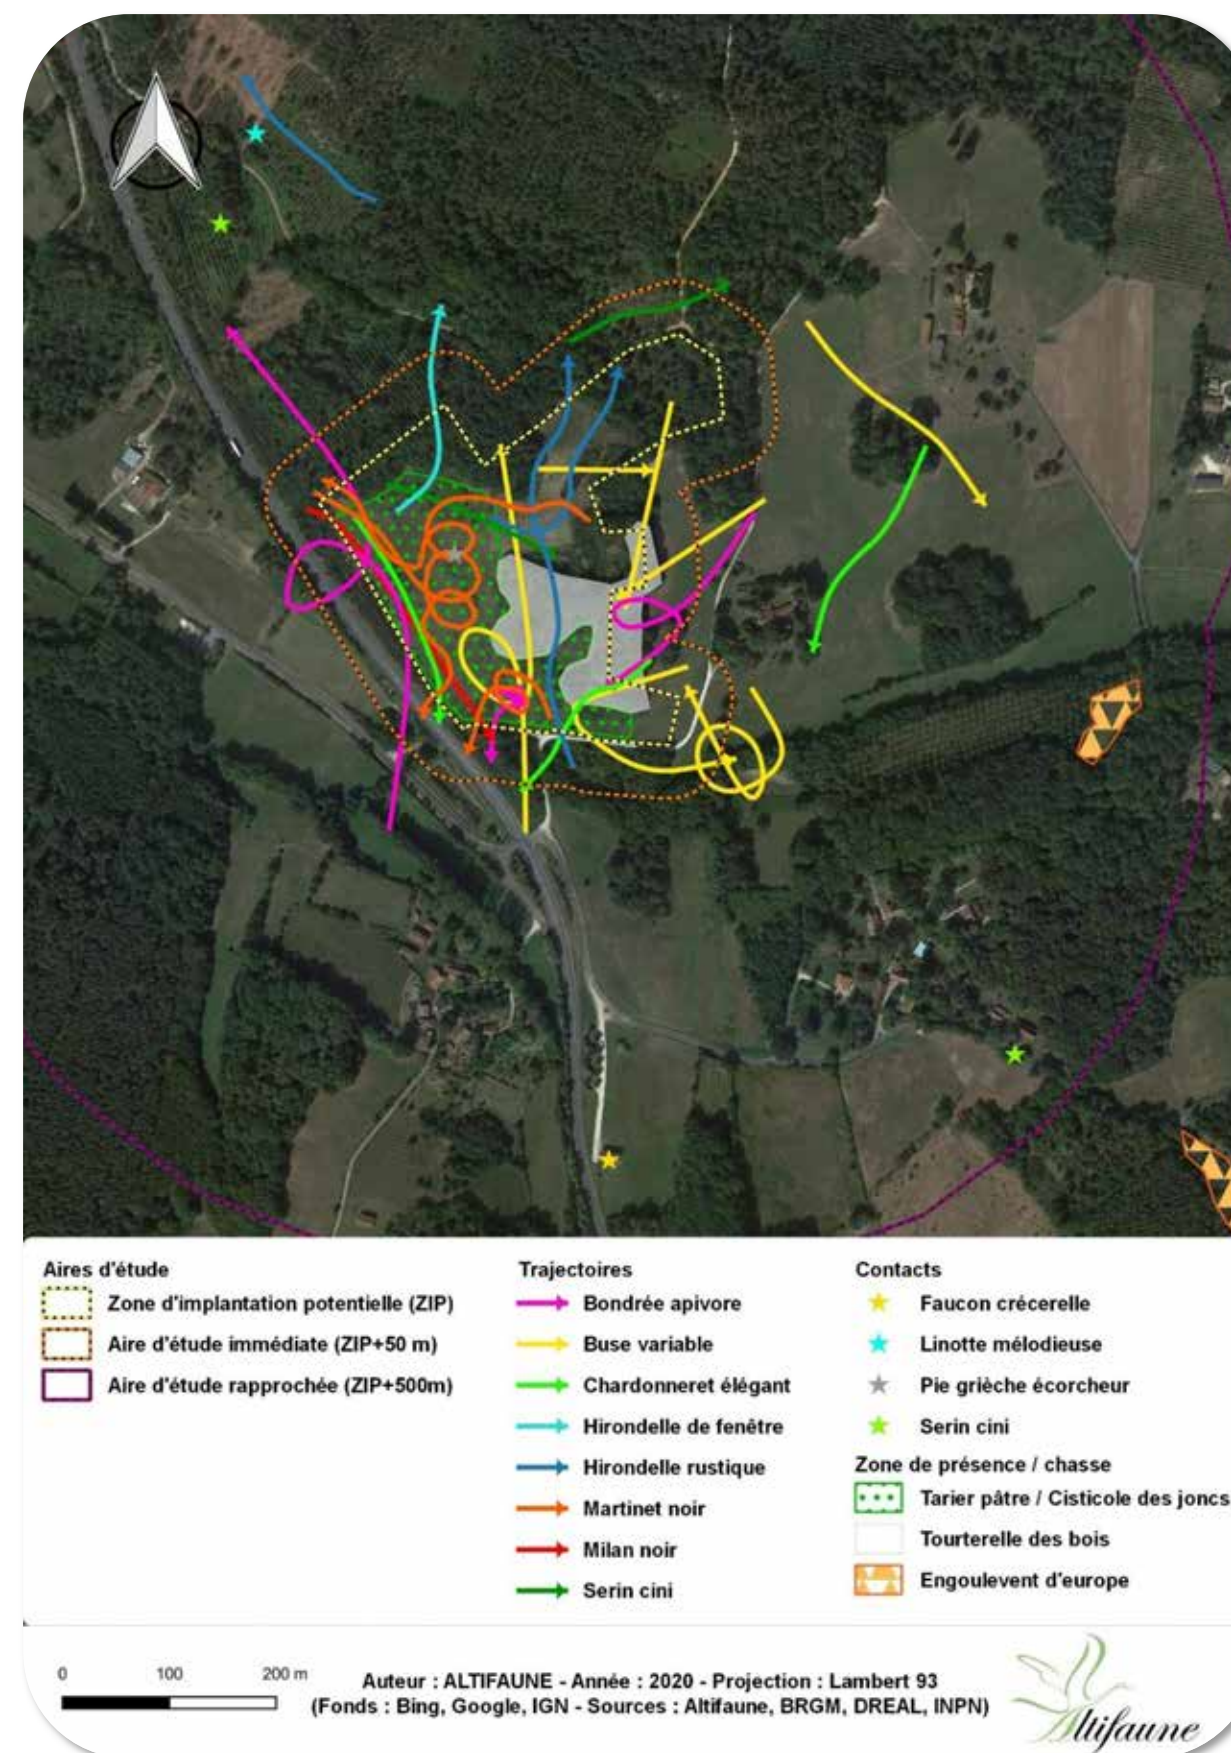 Aires d'étude
Zone d'implantation potentielle (ZIP)
Aire d'étude immédiate (ZIP+50 m)
Aire d'étude rapprochée (ZIP+500m)
Trajectoires
Bondrée apivore
Buse variable
Chardonneret élégant
Hirondelle de fenêtre
Hirondelle rustique
Martinet noir
Milan noir
Serin cini
Contacts
Faucon crécerelle
Linotte mélodieuse
Pie grièche écorcheur
Serin cini
Zone de présence / chasse
Tarier pâtre / Cisticole des joncs
Tourterelle des bois
Engoulevent d'europe
0 100 200 m
Auteur : ALTIFAUNE - Année : 2020 - Projection : Lambert 93
(Fonds : Bing, Google, IGN - Sources : Altifaune, BRGM, DREAL, INPN)
Altifaune